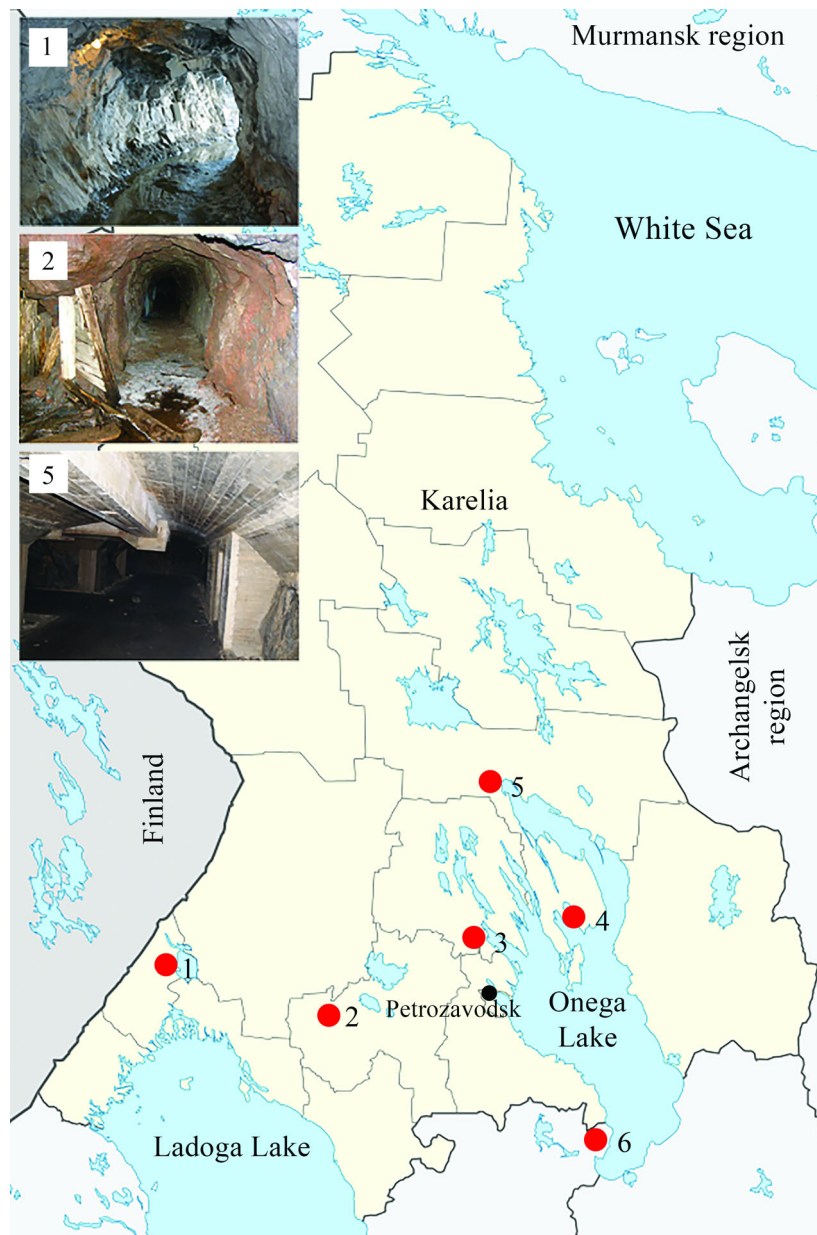 1
Murmansk region
White Sea
2
Karelia
5
Archangelsk
region
Finland
5
4
3
1
Petrozavodsk
Onega
Lake
2
Ladoga Lake
6